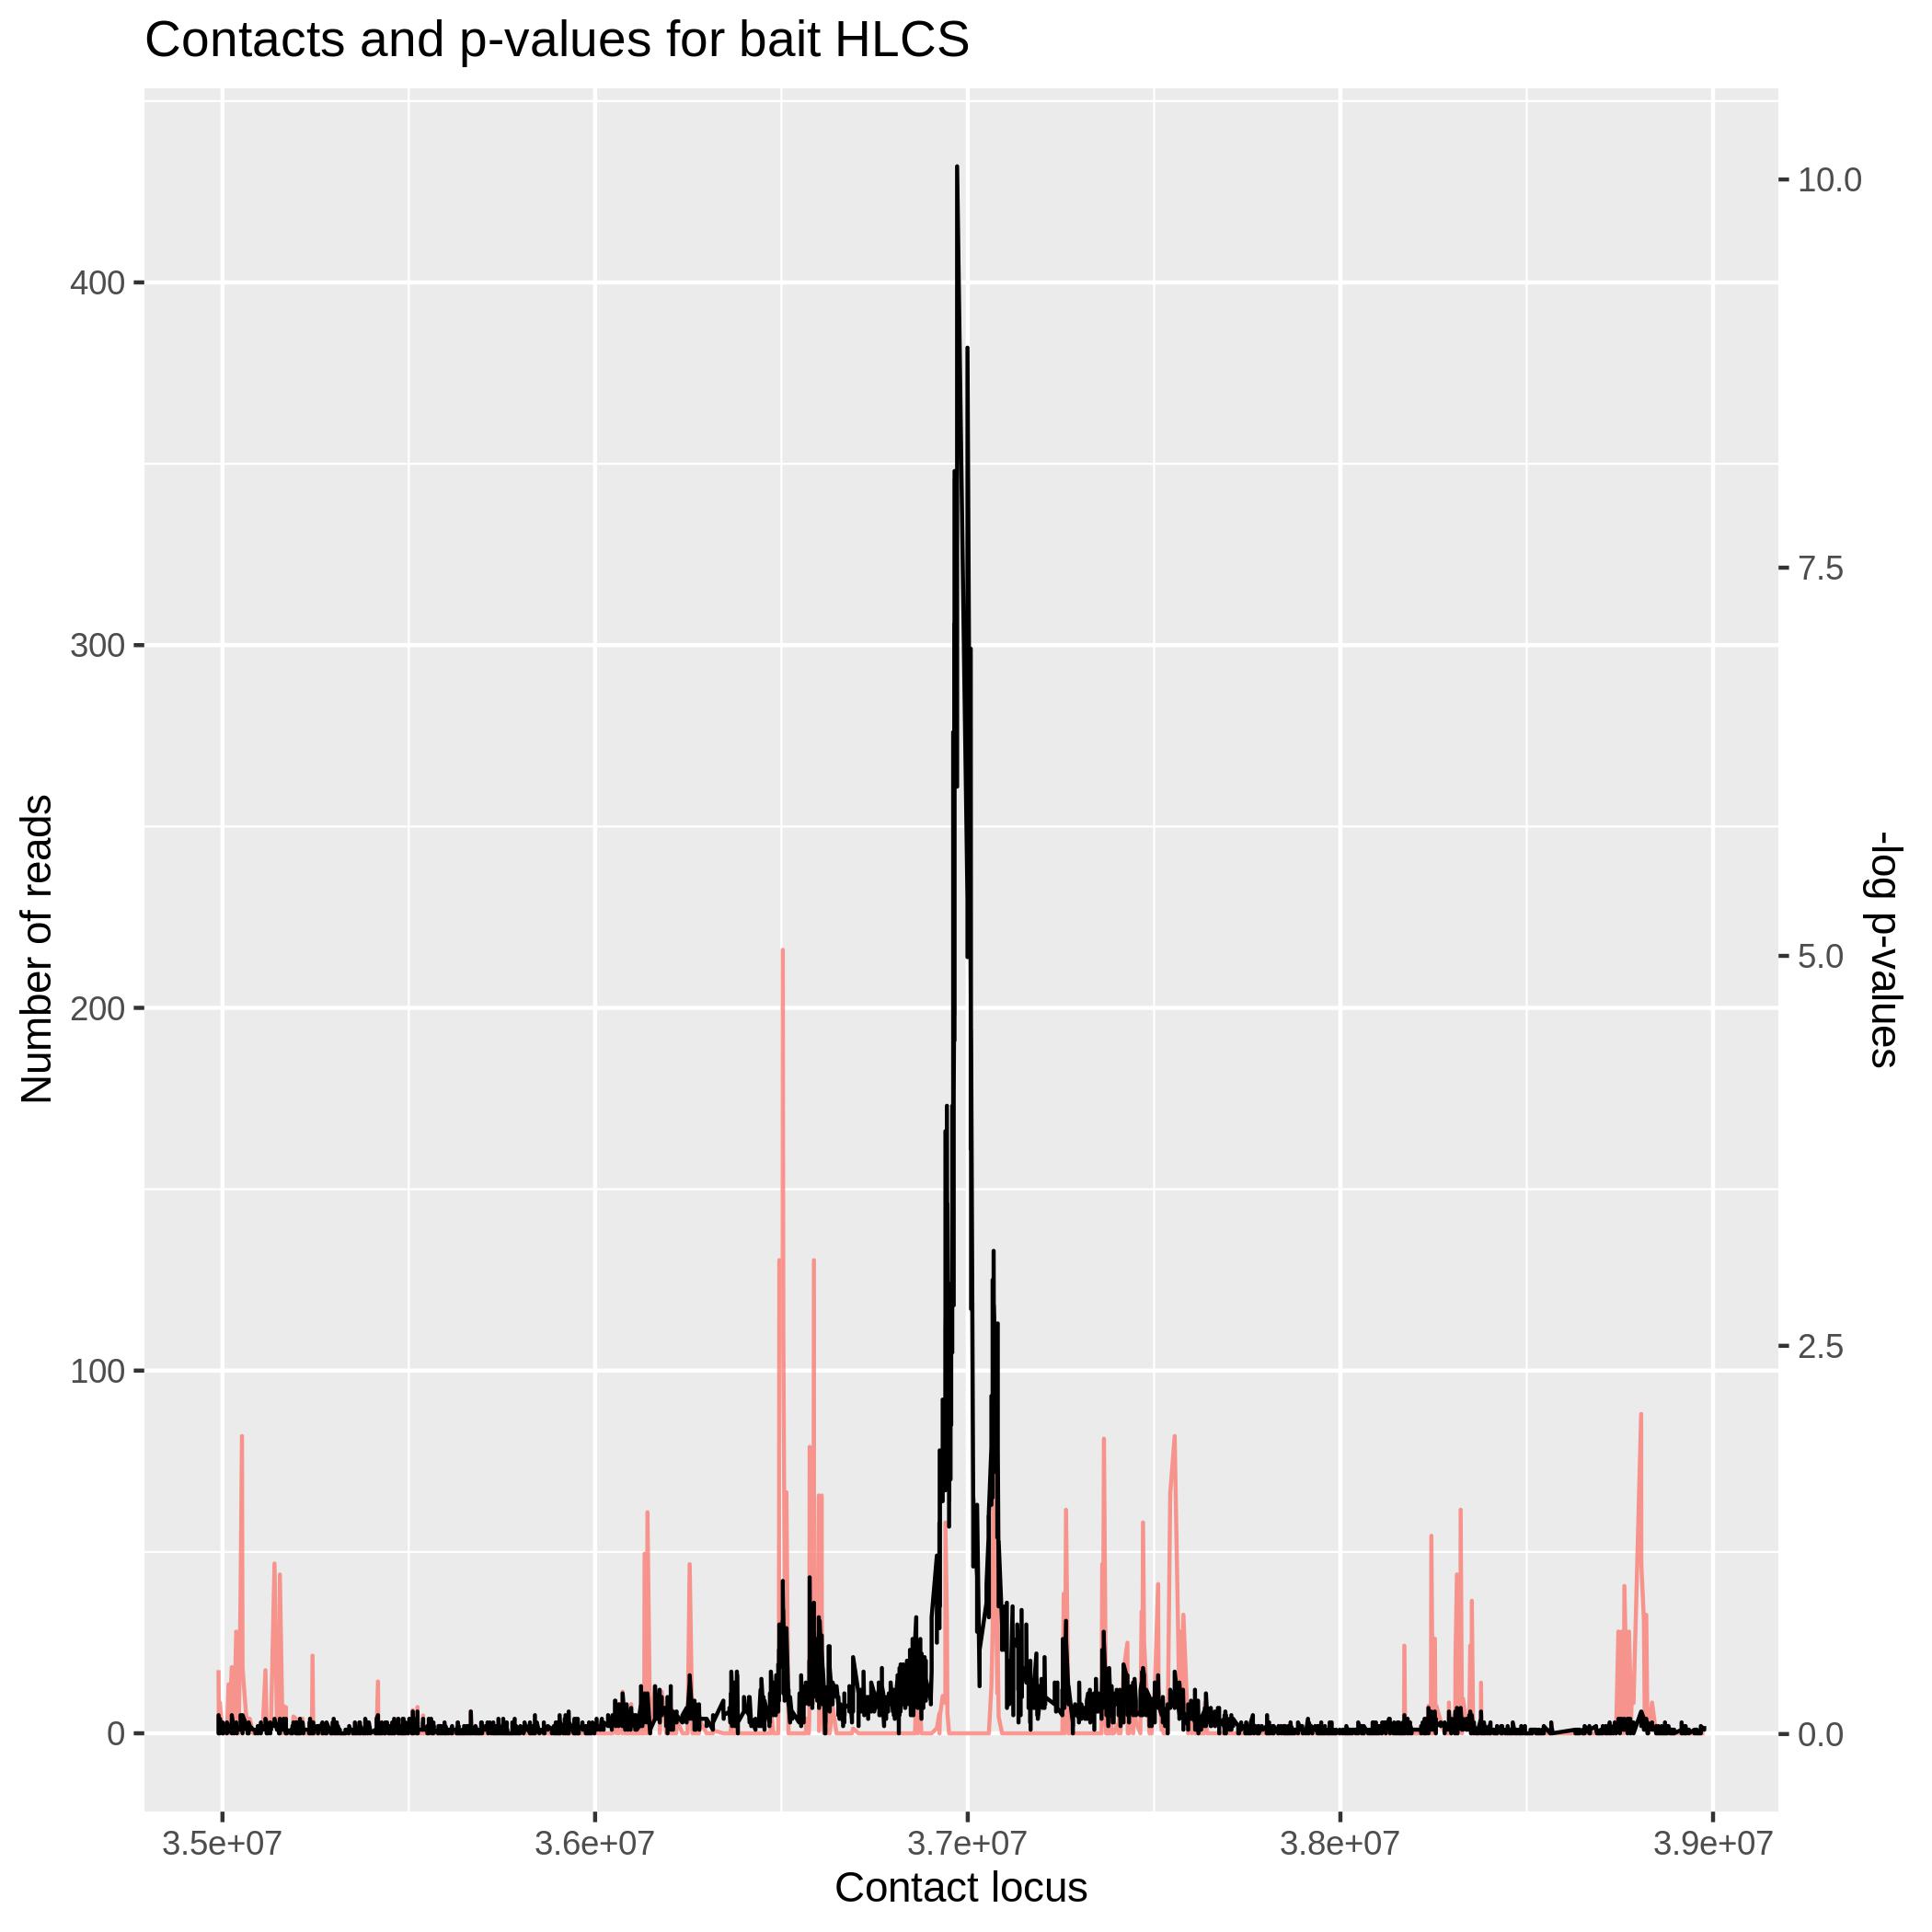 Contacts and p-values for bait HLCS
10.0
400
7.5
300
Number of reads
-log p-values
5.0
200
2.5
100
0
0.0
3.5e+07
3.6e+07
3.7e+07
3.8e+07
3.9e+07
Contact locus